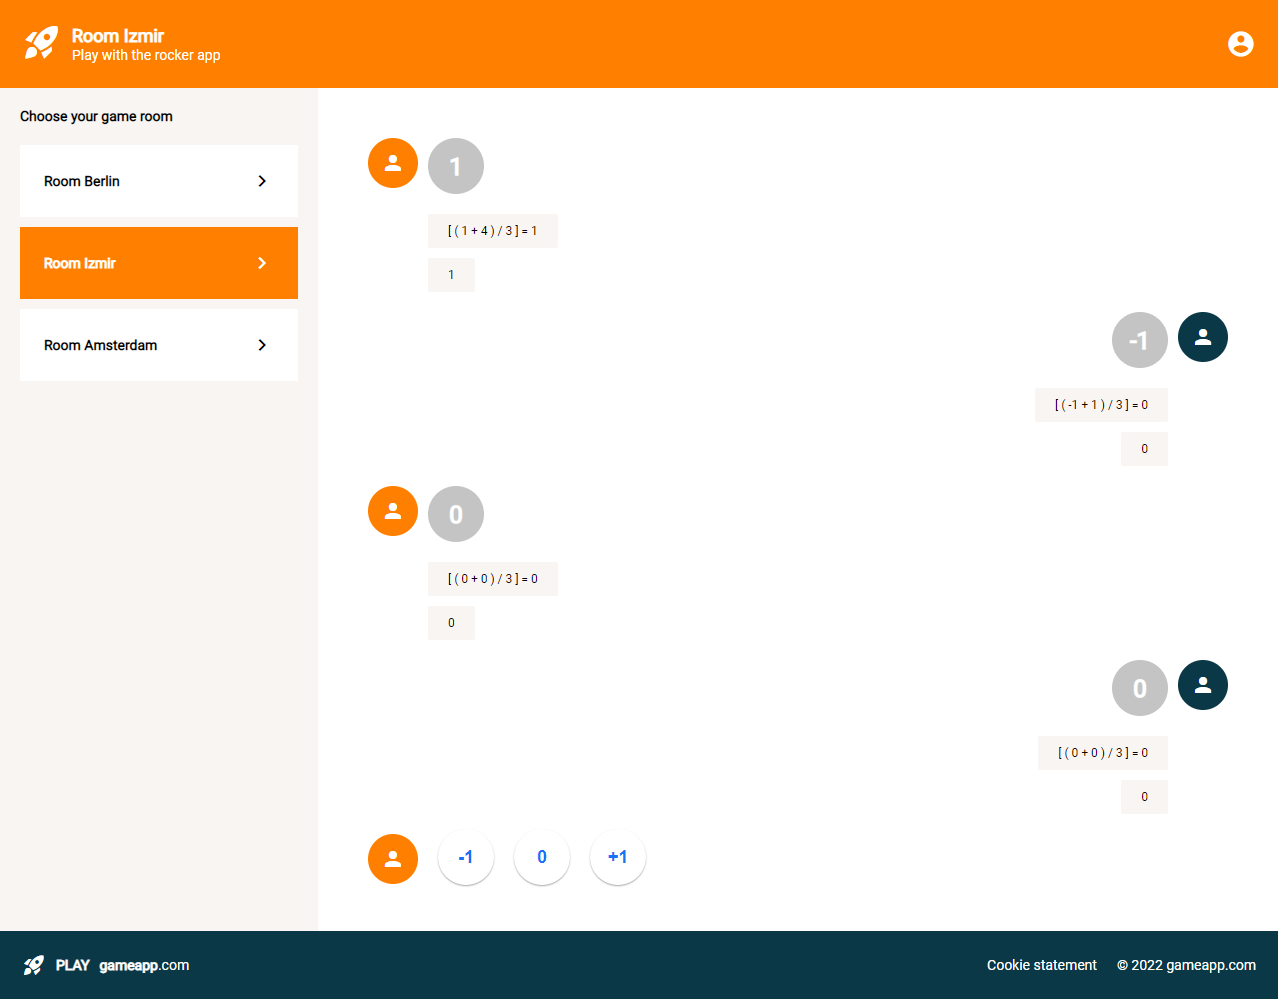 Room Izmir
Play with the rocker app
Choose your game room
Room Berlin
Room Izmir
Room Amsterdam
1
[ ( 1 + 4 ) / 3 ] = 1
1
-1
[ ( -1 + 1 ) / 3 ] = 0
0
0
[ ( 0 + 0 ) / 3 ] = 0
0
0
[ ( 0 + 0 ) / 3 ] = 0
0
-1 0 +1
PLAY gameapp.com
Cookie statement © 2022 gameapp.com